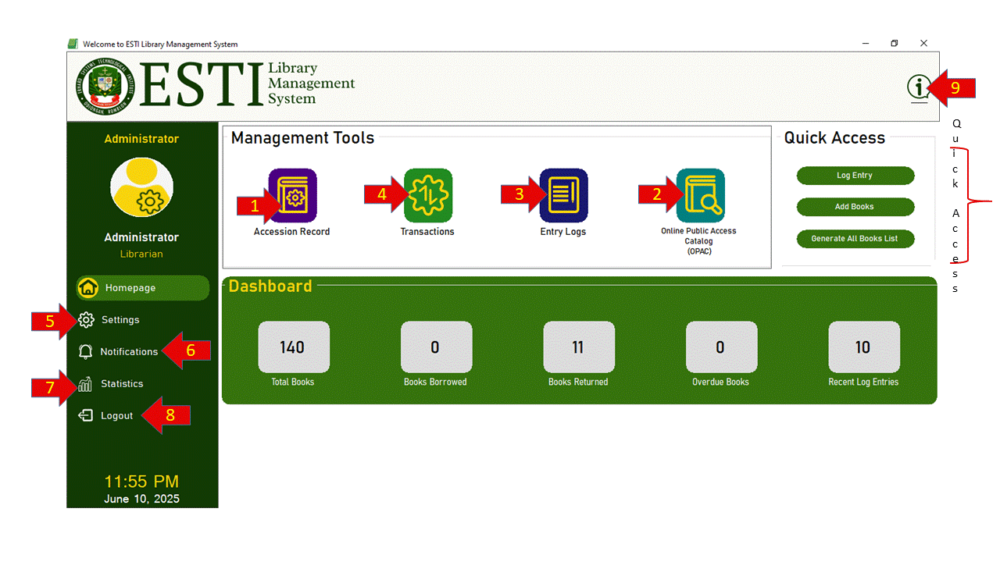 Welcome to ESTI Library Management System
ESTI
Library
Management
System
9
Administrator
Administrator
Librarian
Homepage
5
Settings
Notifications
6
7
Statistics
Logout
8
11:55 PM
June 10, 2025
Management Tools
1
Accession Record
4
Transactions
3
Entry Logs
2
Online Public Access
Catalog
(OPAC)
Quick Access
Log Entry
Add Books
Generate All Books List
Quick Access
Dashboard
140
Total Books
0
Books Borrowed
11
Books Returned
0
Overdue Books
10
Recent Log Entries